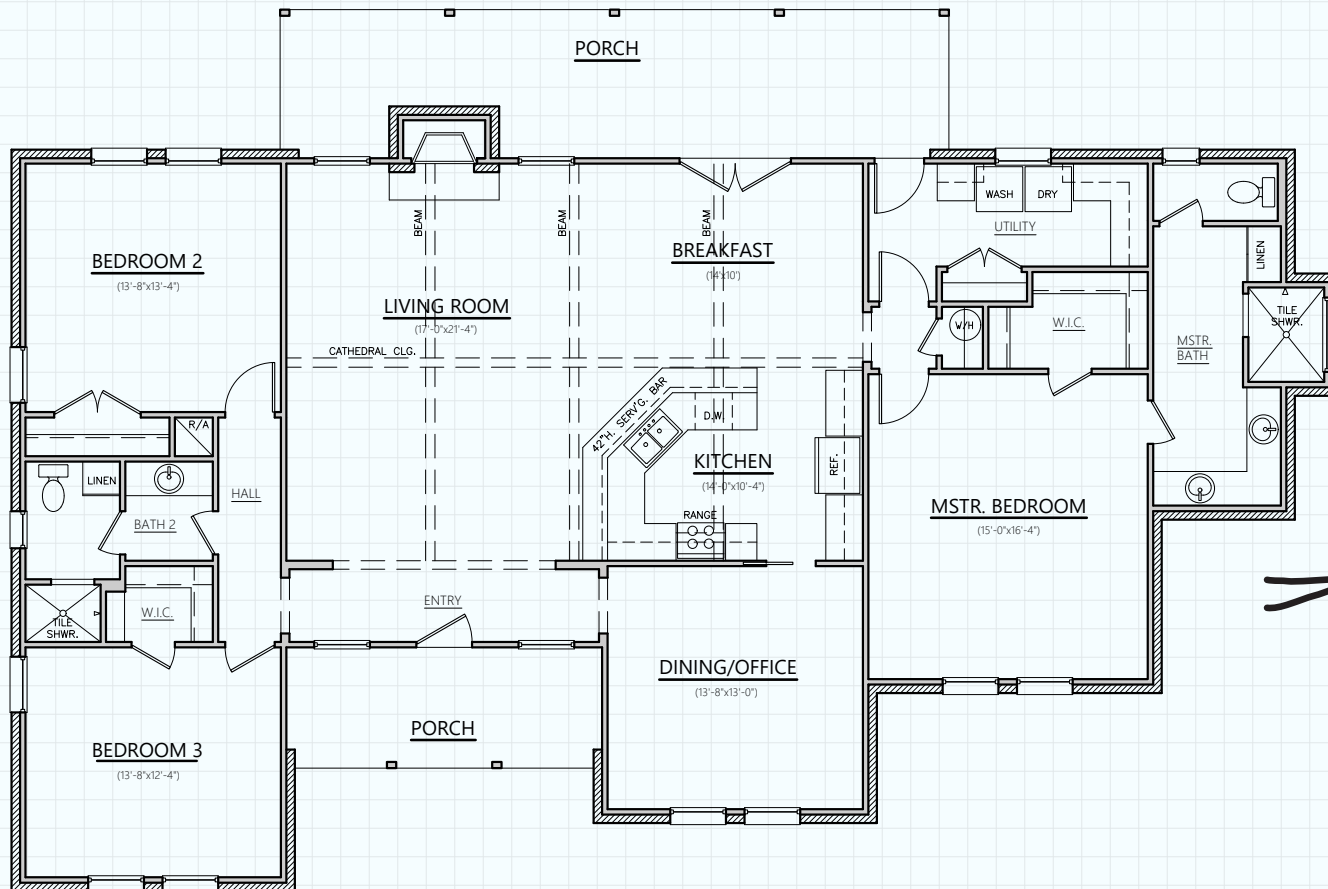 PORCH
WASH
DRY
UTILITY
BEAM
BEAM
BEAM
BREAKFAST
(14'x10')
LINEN
BEDROOM 2
(13'-8"x13'-4")
LIVING ROOM
(17'-0"x21'-4")
CATHEDRAL CLG.
W/H
W.I.C.
TILE
SHWR.
MSTR.
BATH
42"H. SERV'G. BAR
D.W.
R/A
KITCHEN
(14'-0"x10'-4")
REF.
LINEN
HALL
BATH 2
RANGE
MSTR. BEDROOM
(15'-0"x16'-4")
ENTRY
W.I.C.
TILE
SHWR.
DINING/OFFICE
(13'-8"x13'-0")
PORCH
BEDROOM 3
(13'-8"x12'-4")